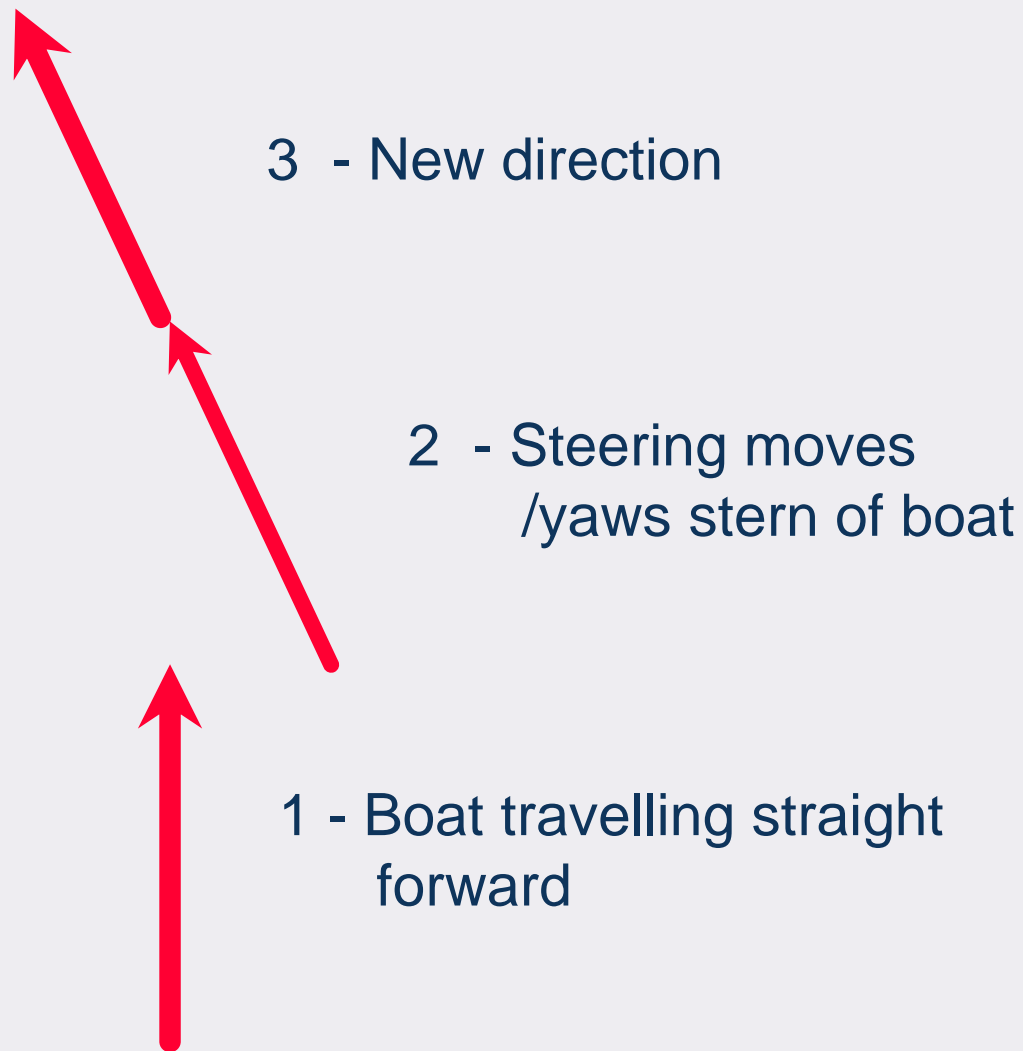 3 - New direction
2 - Steering moves
/yaws stern of boat
1 - Boat travelling straight
forward